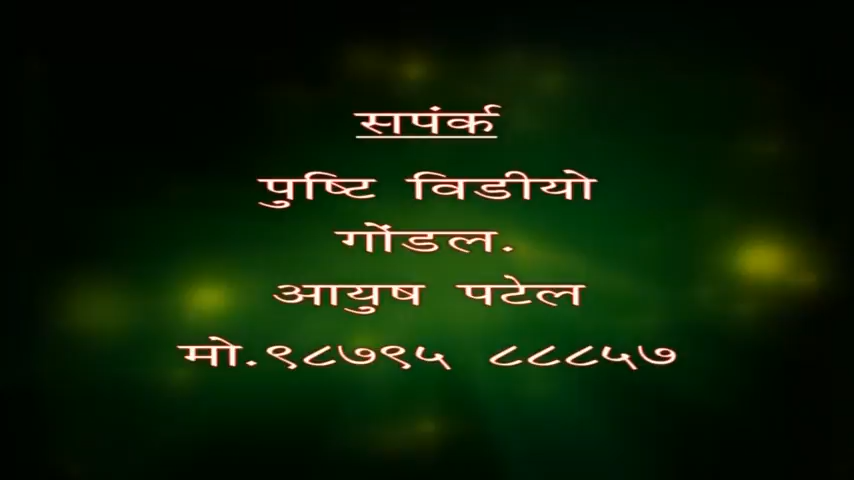 सपंर्क
पुष्टि विडीयो
गोंडल.
आयुष पटेल
मो.९८७९५ ८८८५७